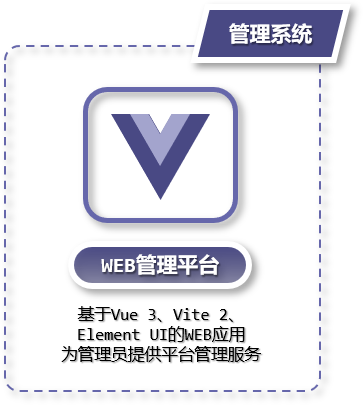 管理系统
WEB管理平台
基于Vue 3、Vite 2、
Element UI的WEB应用
为管理员提供平台管理服务